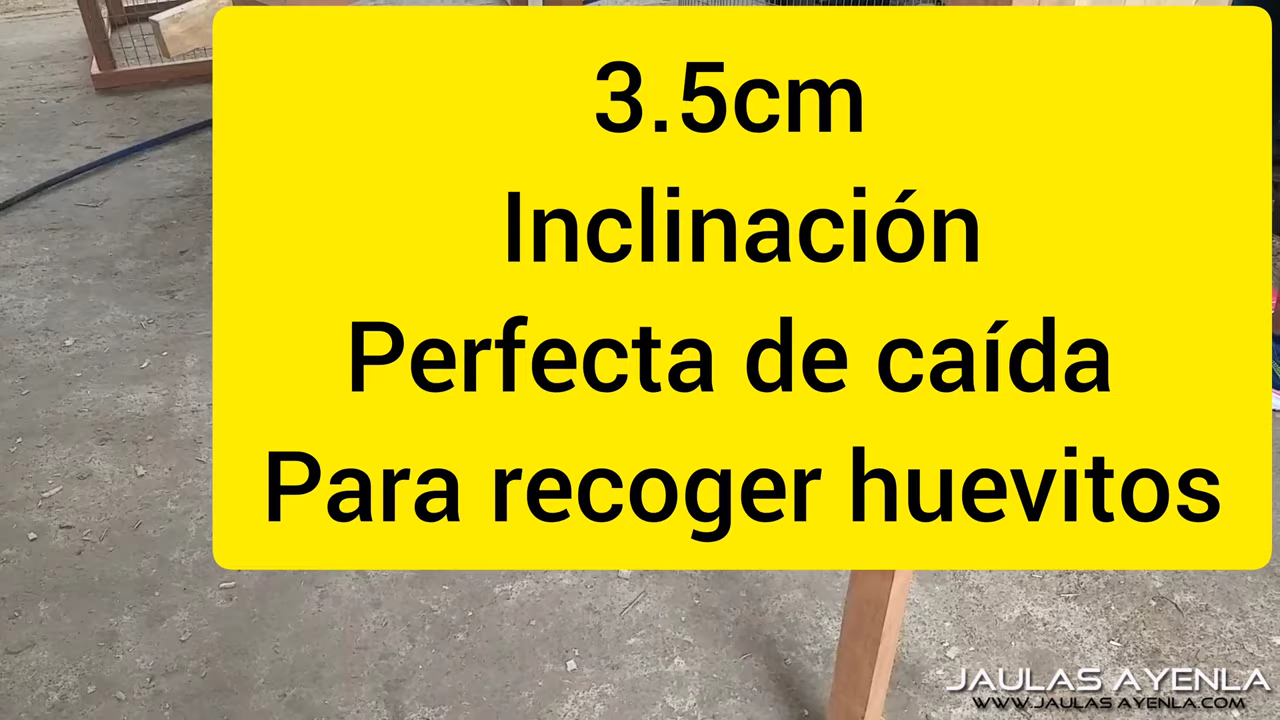 3.5cm
Inclinación
Perfecta de caída
Para recoger huevitos
JAULAS AYENLA
WWW.JAULAS AYENLA.COM